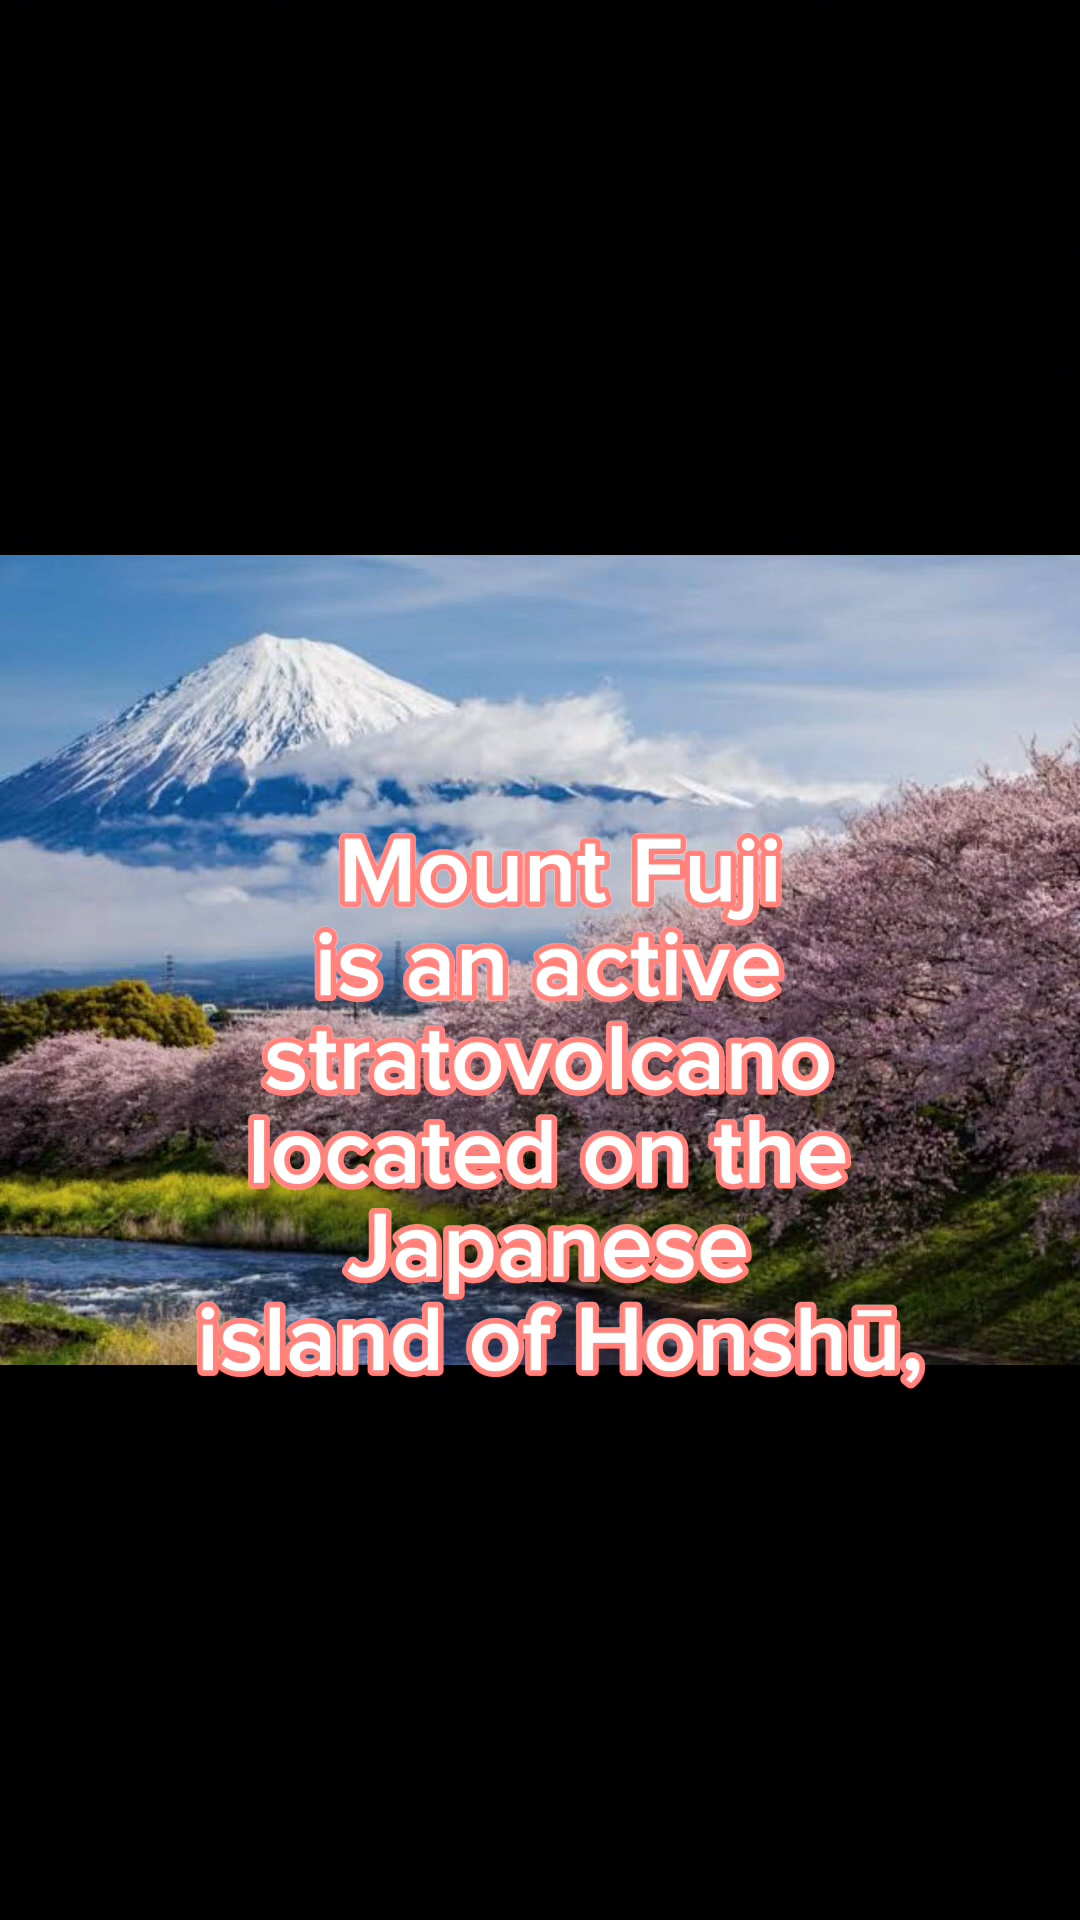 Mount Fuji
is an active
stratovolcano
located on the
Japanese
island of Honshū,